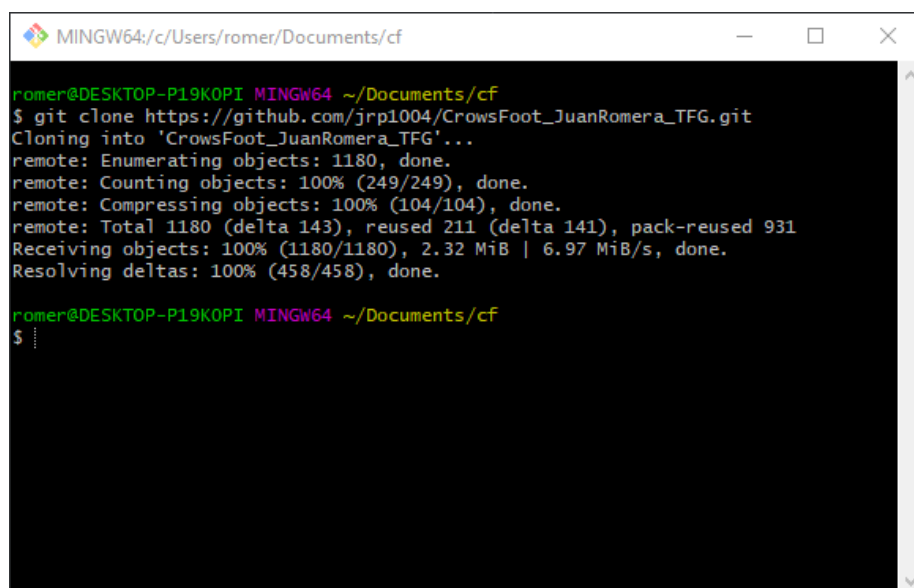 MINGW64:/c/Users/romer/Documents/cf
romer@DESKTOP-P19KOPI MINGW64 ~/Documents/cf
$ git clone https://github.com/jrp1004/CrowsFoot_JuanRomera_TFG.git
Cloning into 'CrowsFoot_JuanRomera_TFG'...
remote: Enumerating objects: 1180, done.
remote: Counting objects: 100% (249/249), done.
remote: Compressing objects: 100% (104/104), done.
remote: Total 1180 (delta 143), reused 211 (delta 141), pack-reused 931
Receiving objects: 100% (1180/1180), 2.32 MiB | 6.97 MiB/s, done.
Resolving deltas: 100% (458/458), done.
romer@DESKTOP-P19KOPI MINGW64 ~/Documents/cf
$